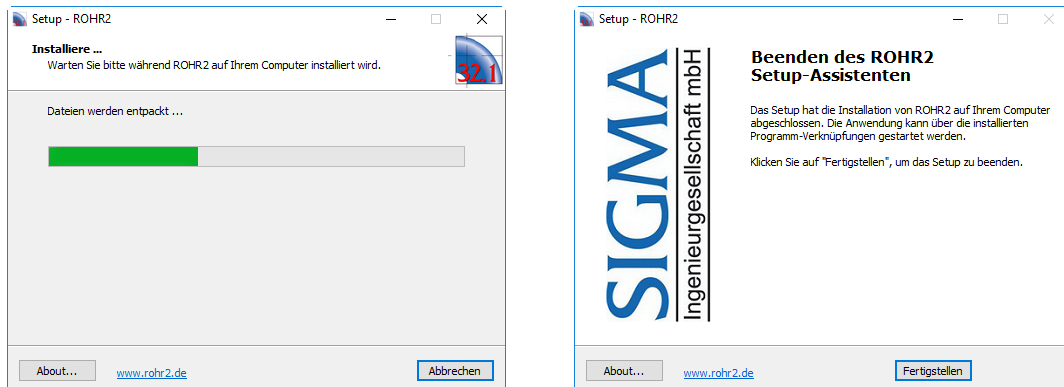 Setup - ROHR2
Installiere ...
Warten Sie bitte während ROHR2 auf Ihrem Computer installiert wird.
32.1
Dateien werden entpackt ...
About...
www.rohr2.de
Abbrechen
Setup - ROHR2
SIGMA
Ingenieurgesellschaft mbH
Beenden des ROHR2
Setup-Assistenten
Das Setup hat die Installation von ROHR2 auf Ihrem Computer
abgeschlossen. Die Anwendung kann über die installierten
Programm-Verknüpfungen gestartet werden.
Klicken Sie auf "Fertigstellen", um das Setup zu beenden.
About...
www.rohr2.de
Fertigstellen